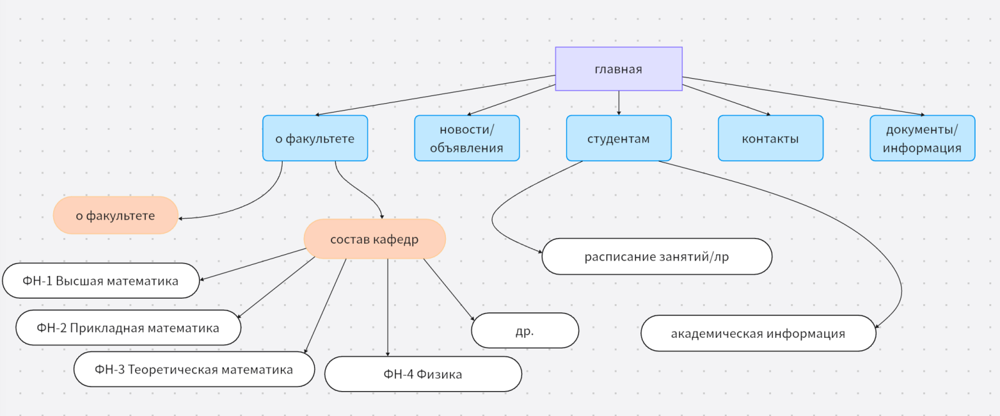 главная
о факультете
новости/
объявления
студентам
контакты
документы/
информация
о факультете
состав кафедр
расписание занятий/лр
ФН-1 Высшая математика
ФН-2 Прикладная математика
др.
академическая информация
ФН-3 Теоретическая математика
ФН-4 Физика